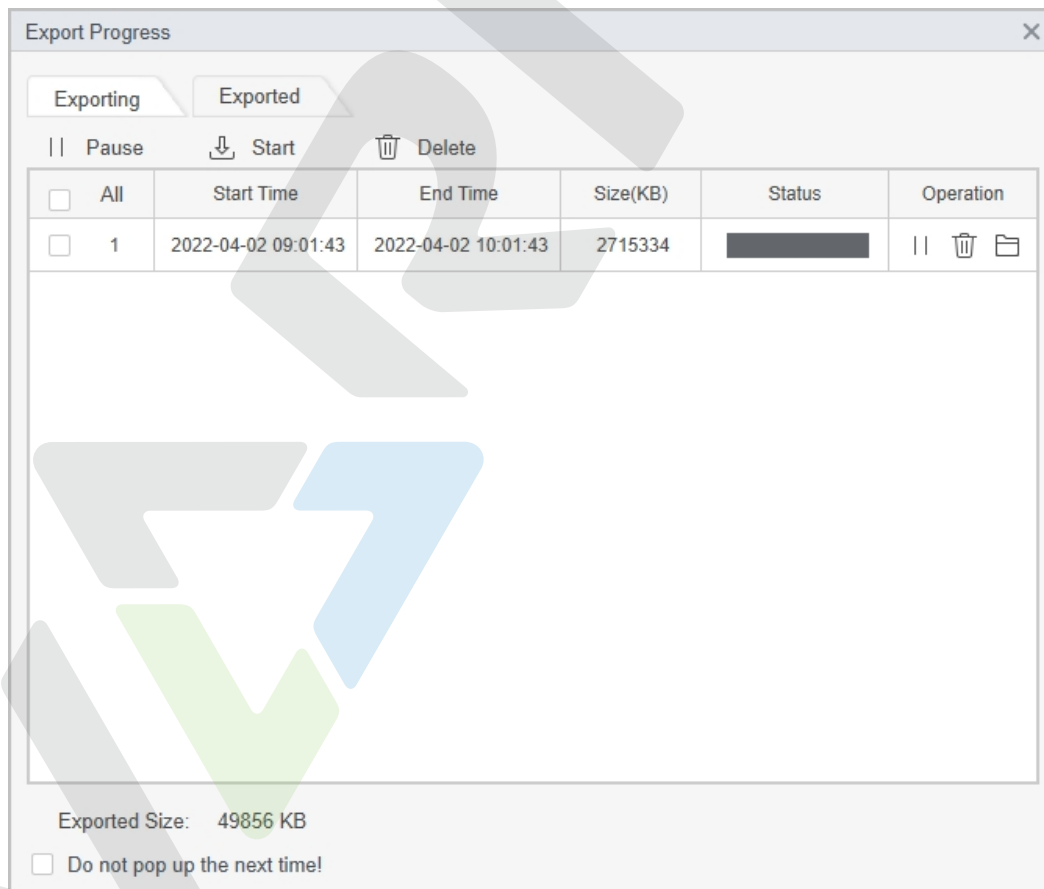 Export Progress
Exporting Exported
Pause Start Delete
All Start Time End Time Size(KB) Status Operation
1 2022-04-02 09:01:43 2022-04-02 10:01:43 2715334
Exported Size: 49856 KB
Do not pop up the next time!